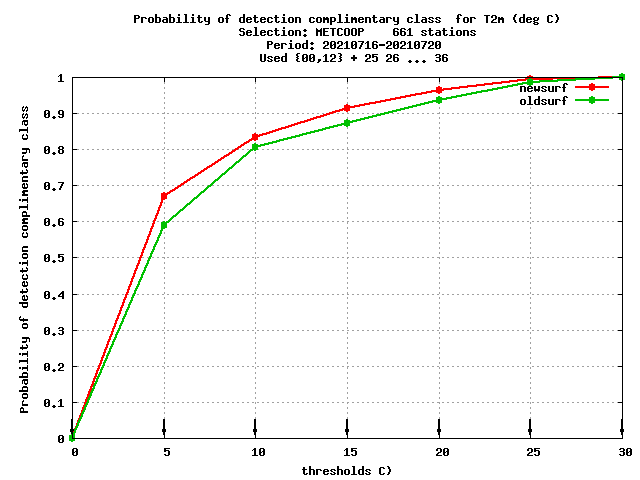 Probability of detection complimentary class  for T2m (deg C)
Selection: METCOOP    661 stations
Period: 20210716-20210720
Used {00,12} + 25 26 ... 36
newsurf
oldsurf
Probability of detection complimentary class
1
0.9
0.8
0.7
0.6
0.5
0.4
0.3
0.2
0.1
0
0 5 10 15 20 25 30
thresholds C)